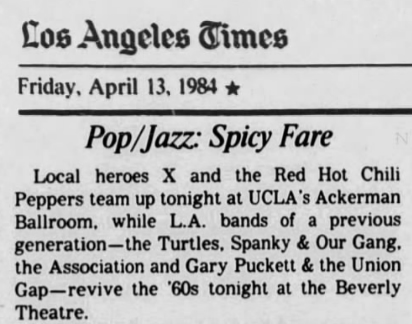 Los Angeles Times
Friday, April 13, 1984 ★
Pop/Jazz: Spicy Fare
Local heroes X and the Red Hot Chili
Peppers team up tonight at UCLA's Ackerman
Ballroom, while L.A. bands of a previous
generation—the Turtles, Spanky & Our Gang,
the Association and Gary Puckett & the Union
Gap—revive the '60s tonight at the Beverly
Theatre.